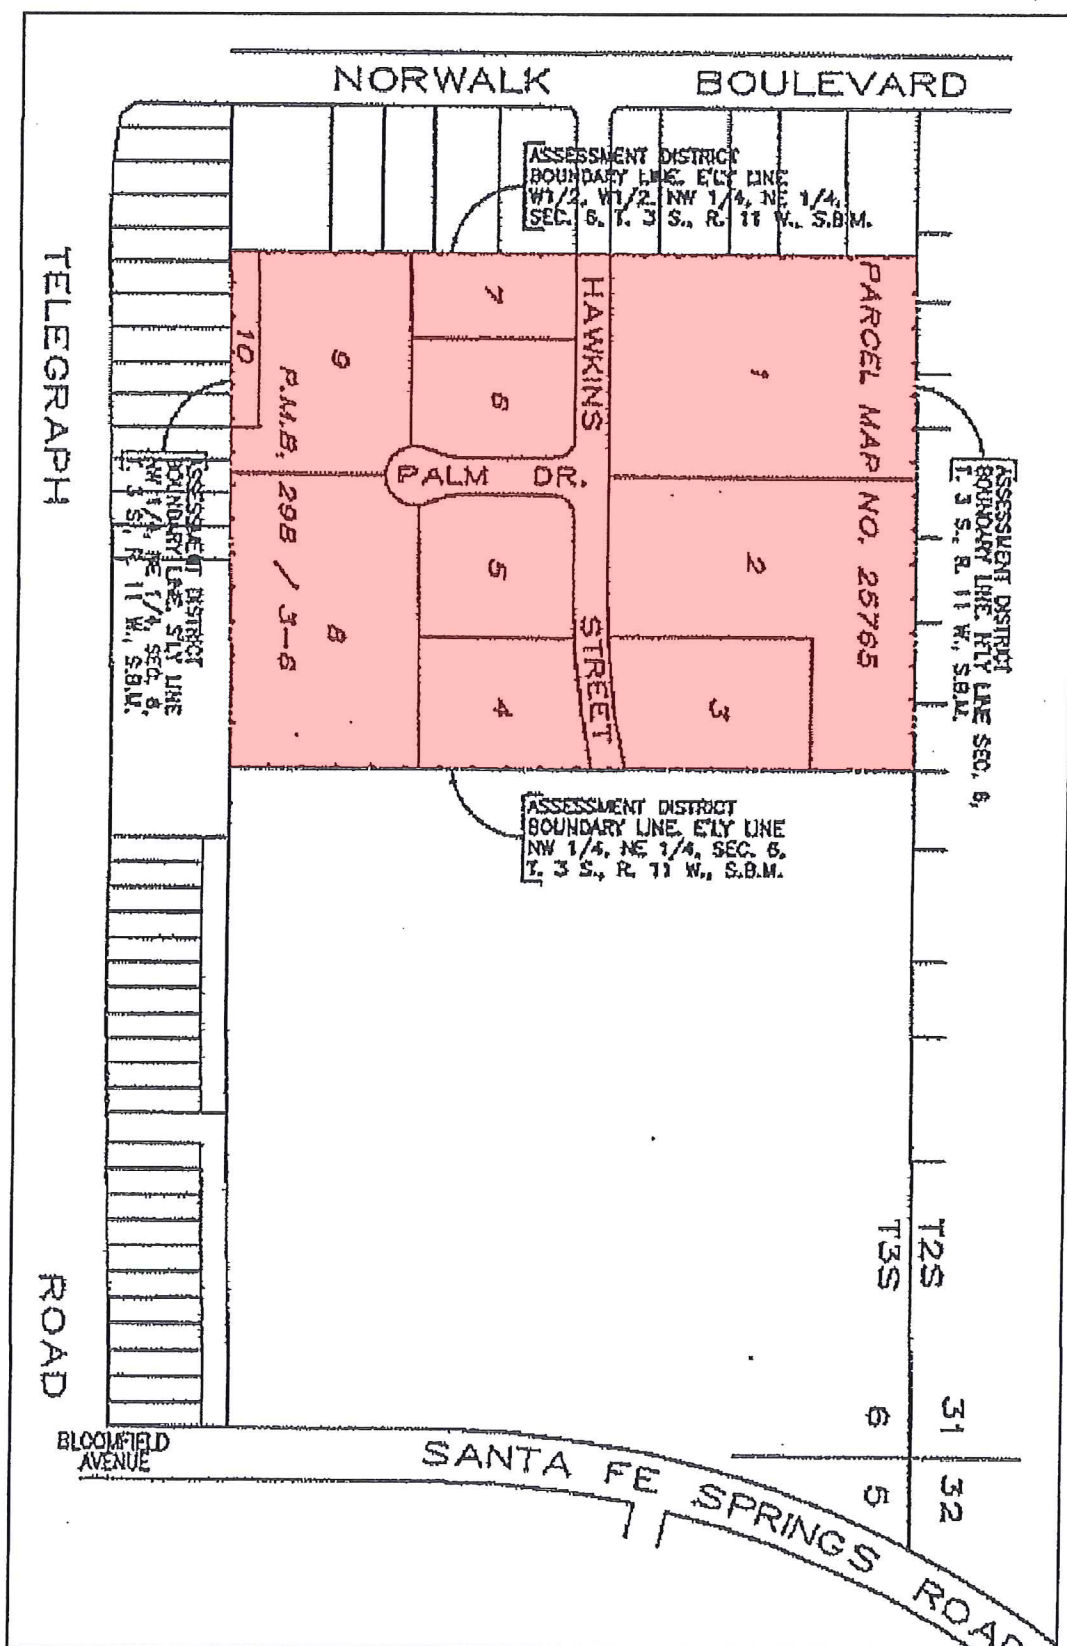 NORWALK BOULEVARD
ASSESSMENT DISTRICT
BOUNDARY LINE, E'LY LINE
W1/2, W1/2, NW 1/4, NE 1/4,
SEC. 6, T. 3 S., R. 11 W., S.B.M.
TELEGRAPH ROAD
HAWKINS STREET
PARCEL MAP NO. 25765
P.M.B. 298 / 3-6
PALM DR.
1
2
3
4
5
6
7
8
9
10
ASSESSMENT DISTRICT
BOUNDARY LINE, N'LY LINE SEC. 6,
T. 3 S., R. 11 W., S.B.M.
ASSESSMENT DISTRICT
BOUNDARY LINE, S'LY LINE
NW 1/4, NE 1/4, SEC. 6,
T. 3 S., R. 11 W., S.B.M.
ASSESSMENT DISTRICT
BOUNDARY LINE, E'LY LINE
NW 1/4, NE 1/4, SEC. 6,
T. 3 S., R. 11 W., S.B.M.
T2S
T3S
31
6
32
5
BLOOMFIELD
AVENUE
SANTA FE SPRINGS ROAD